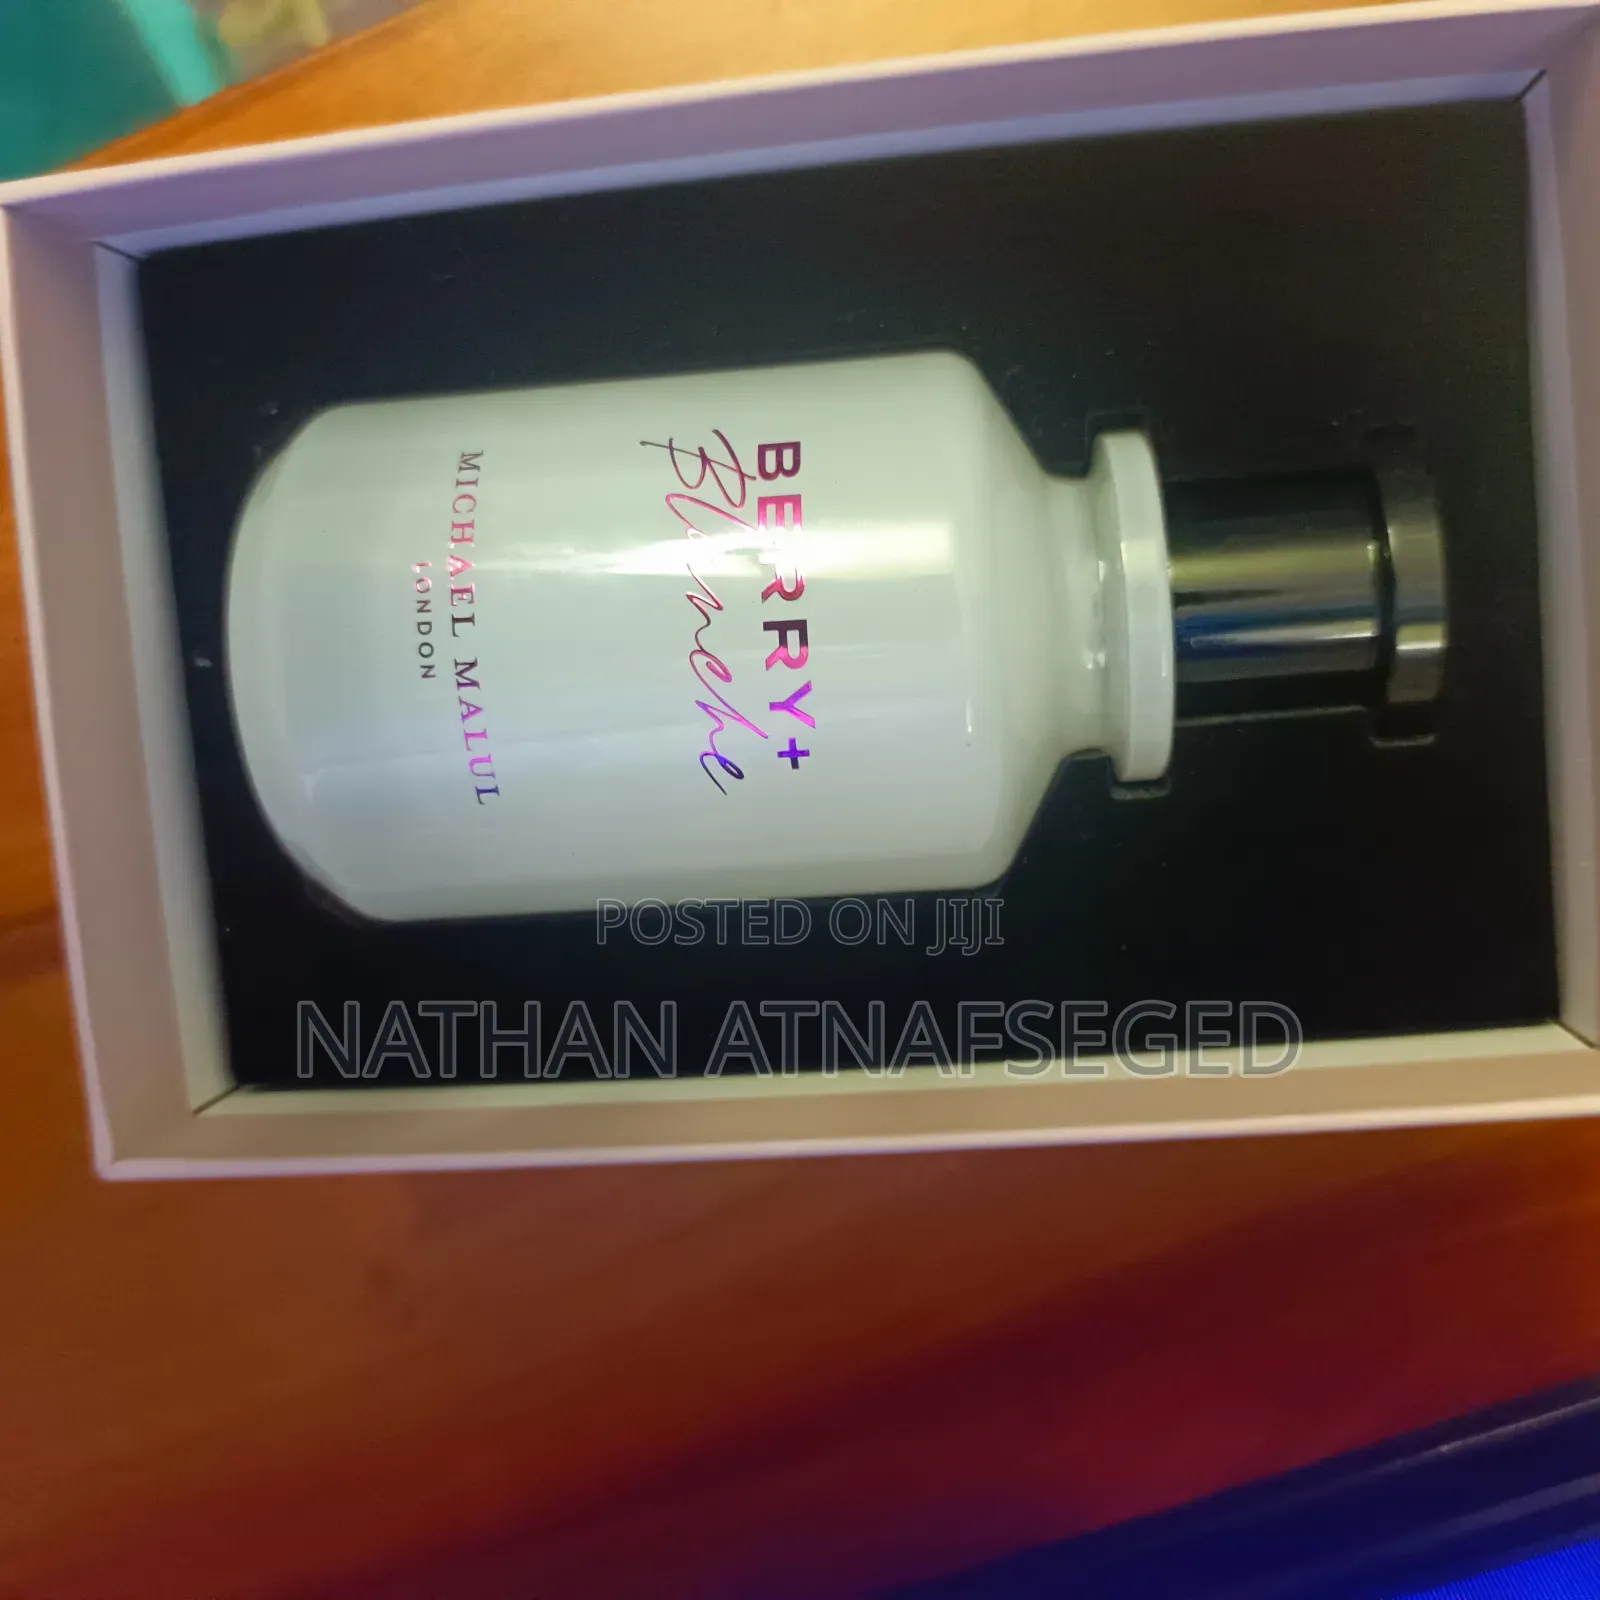 BERRY+
Blanche
MICHAEL MALUL
LONDON
POSTED ON JIJI
NATHAN ATNAFSEGED